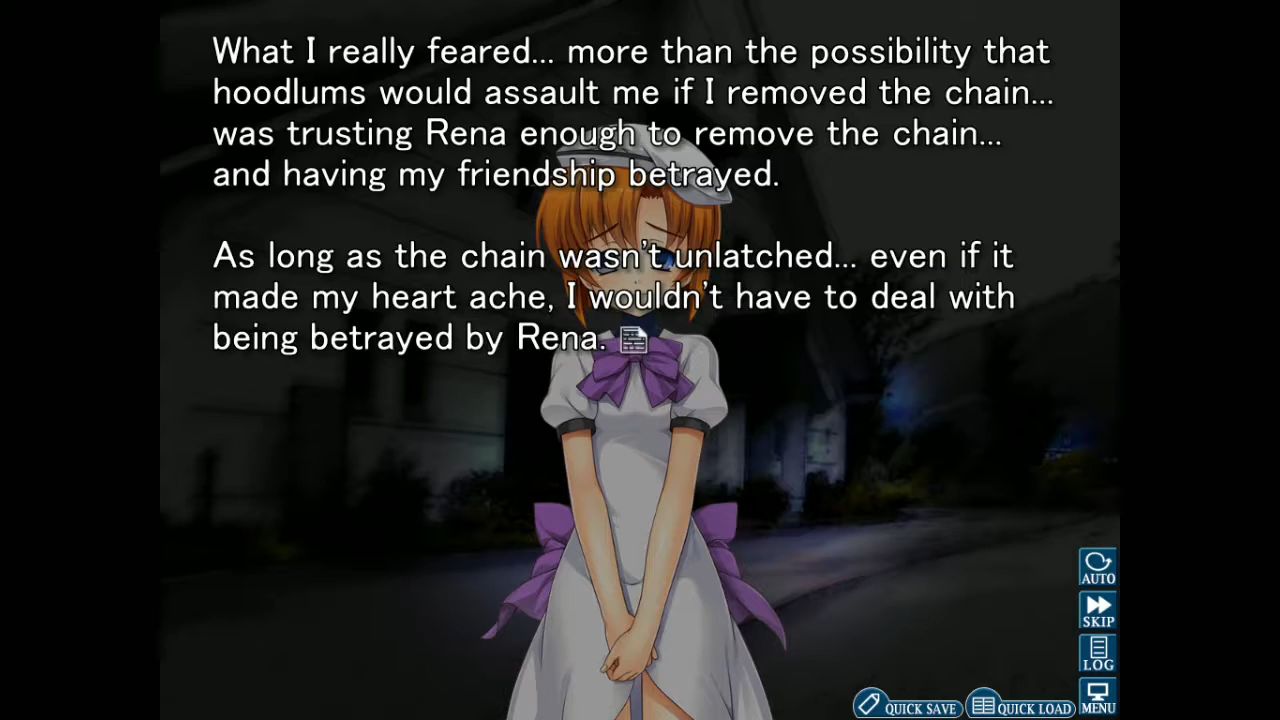 What I really feared... more than the possibility that
hoodlums would assault me if I removed the chain...
was trusting Rena enough to remove the chain...
and having my friendship betrayed.
As long as the chain wasn't unlatched... even if it
made my heart ache, I wouldn't have to deal with
being betrayed by Rena.
AUTO
SKIP
LOG
MENU
QUICK SAVE
QUICK LOAD